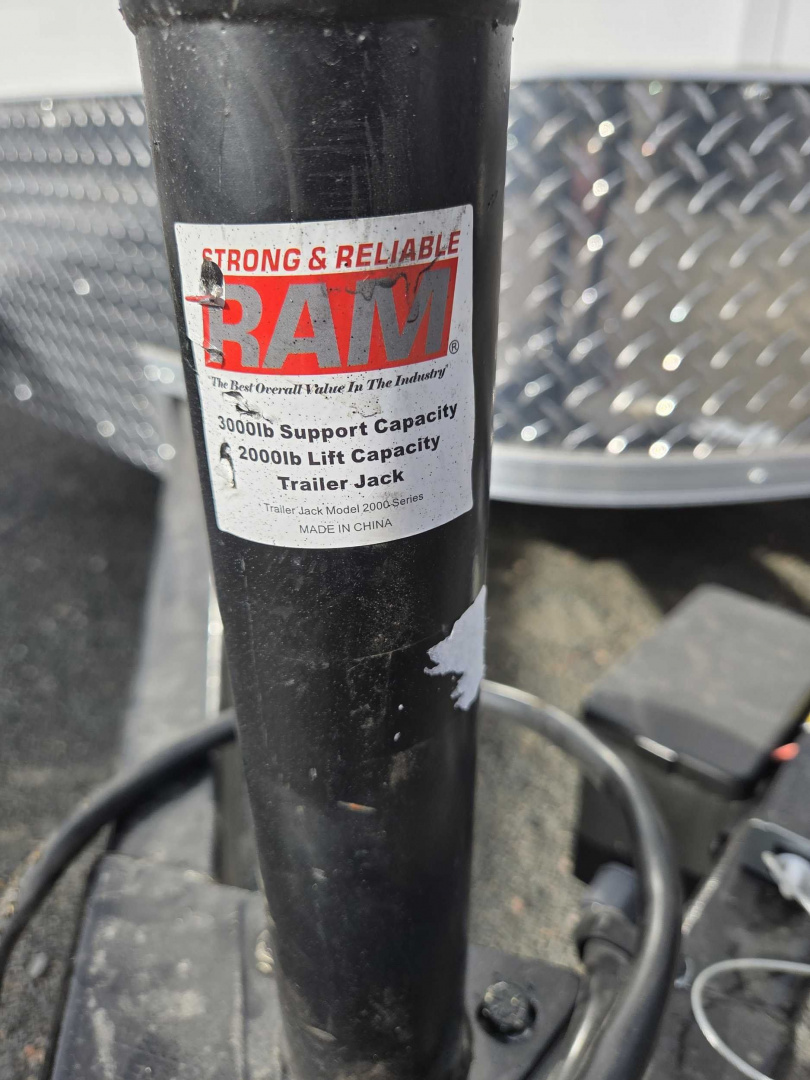 STRONG & RELIABLE
RAM®
"The Best Overall Value In The Industry"
3000lb Support Capacity
2000lb Lift Capacity
Trailer Jack
Trailer Jack Model 2000-Series
MADE IN CHINA